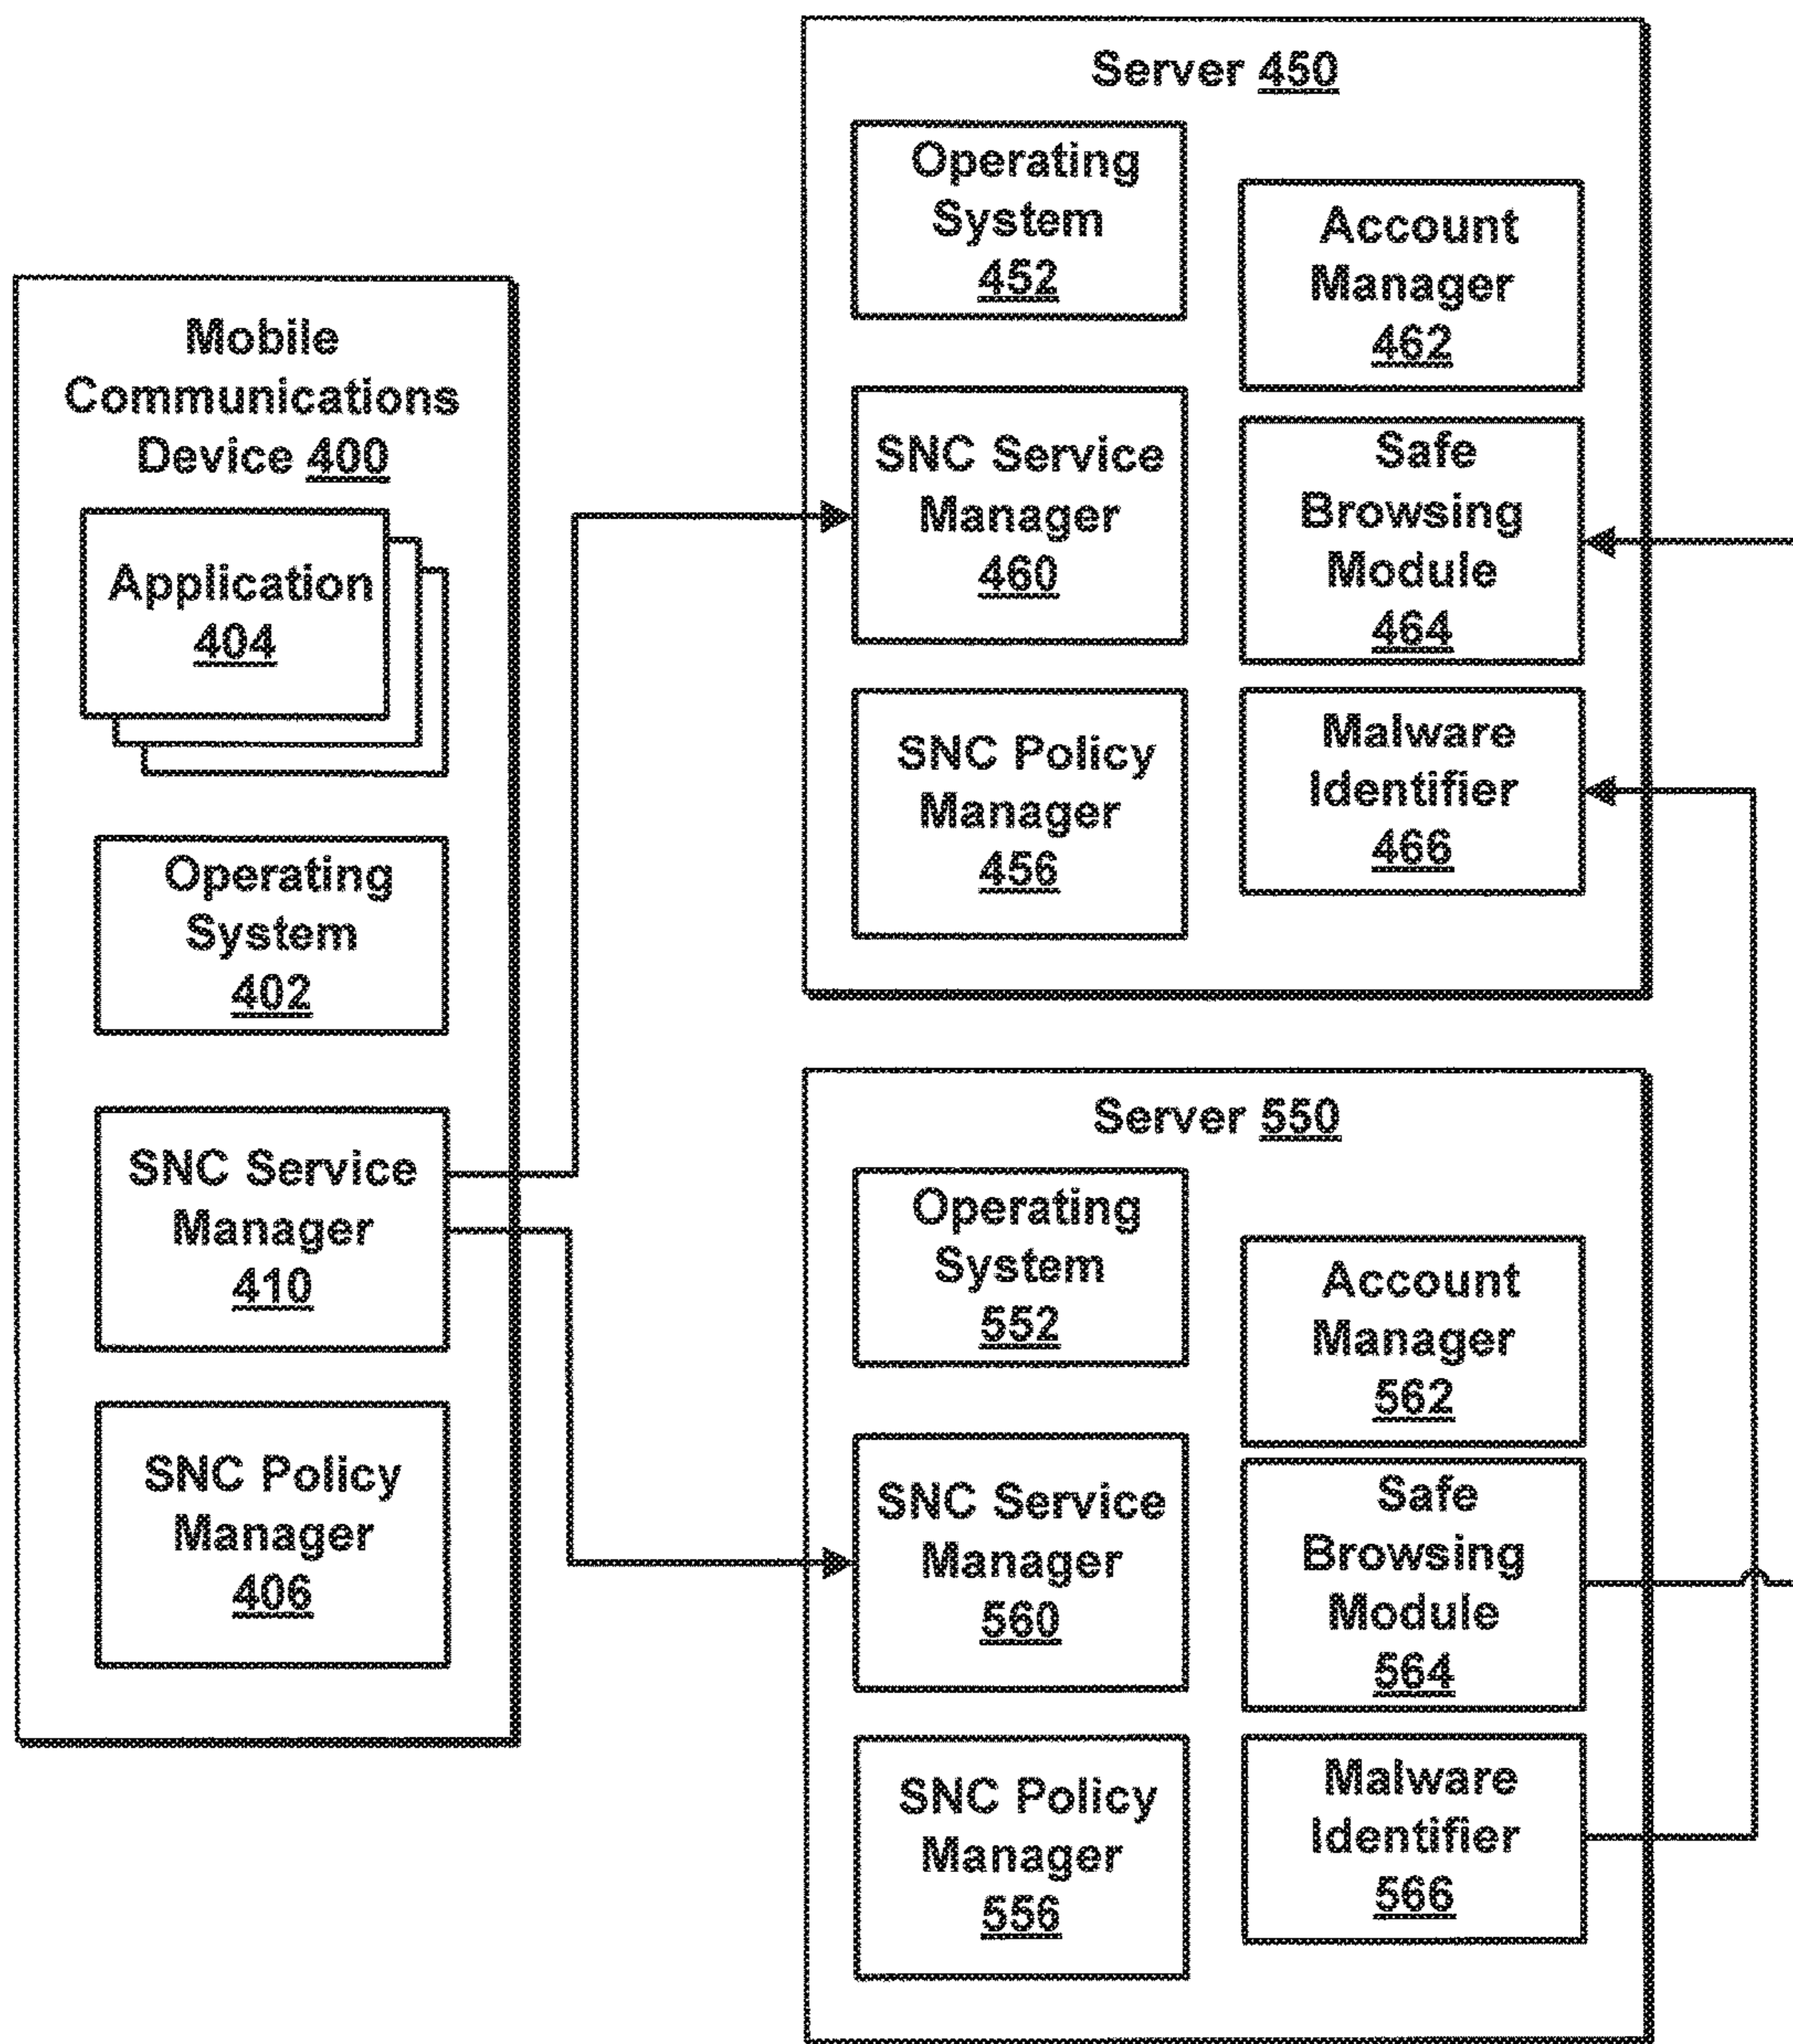 Mobile
Communications
Device 400
Application
404
Operating
System
402
SNC Service
Manager
410
SNC Policy
Manager
406
Server 450
Operating
System
452
SNC Service
Manager
460
SNC Policy
Manager
456
Account
Manager
462
Safe
Browsing
Module
464
Malware
Identifier
466
Server 550
Operating
System
552
SNC Service
Manager
560
SNC Policy
Manager
556
Account
Manager
562
Safe
Browsing
Module
564
Malware
Identifier
566